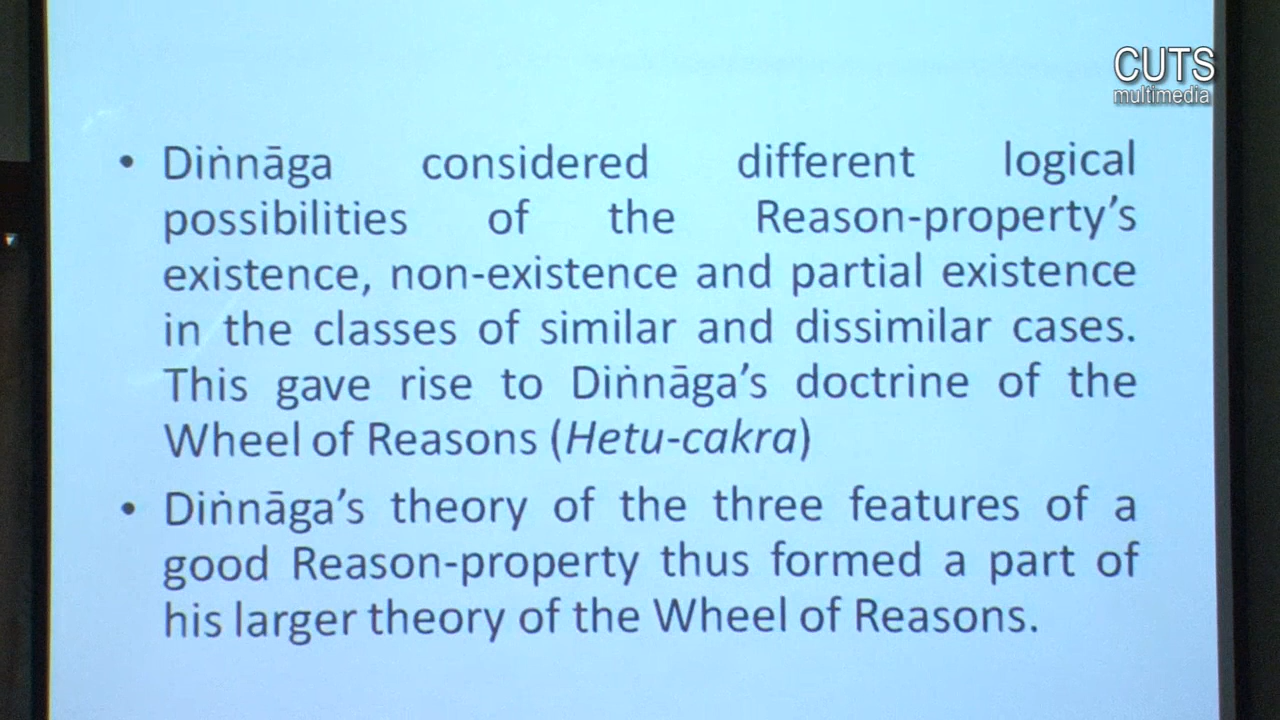 CUTS
multimedia
• Diṅnāga considered different logical
possibilities of the Reason-property's
existence, non-existence and partial existence
in the classes of similar and dissimilar cases.
This gave rise to Diṅnāga's doctrine of the
Wheel of Reasons (Hetu-cakra)
• Diṅnāga's theory of the three features of a
good Reason-property thus formed a part of
his larger theory of the Wheel of Reasons.